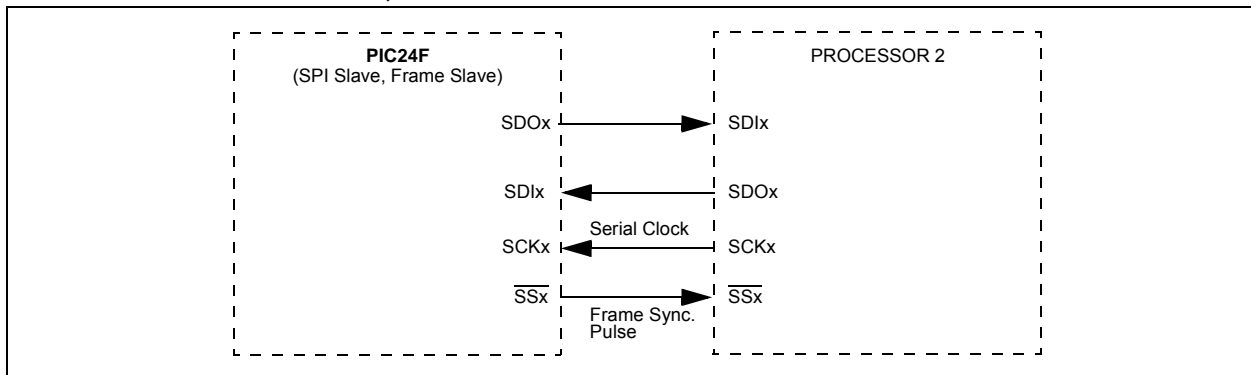 PIC24F
(SPI Slave, Frame Slave)
PROCESSOR 2
SDOx
SDIx
SDIx
SDOx
Serial Clock
SCKx
SCKx
SSx
SSx
Frame Sync.
Pulse